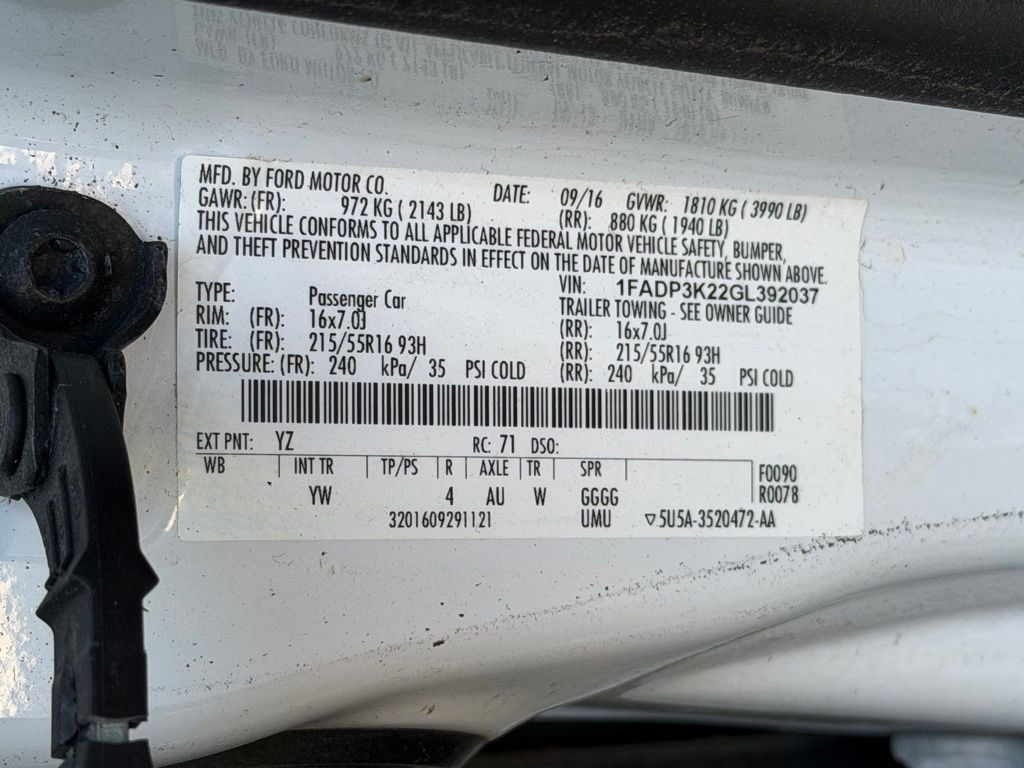 MFD. BY FORD MOTOR CO. DATE: 09/16 GVWR: 1810 KG ( 3990 LB)
GAWR: (FR) 972 KG ( 2143 LB) (RR): 880 KG ( 1940 LB)
THIS VEHICLE CONFORMS TO ALL APPLICABLE FEDERAL MOTOR VEHICLE SAFETY, BUMPER,
AND THEFT PREVENTION STANDARDS IN EFFECT ON THE DATE OF MANUFACTURE SHOWN ABOVE.
VIN: 1FADP3K22GL392037
TYPE: Passenger Car TRAILER TOWING - SEE OWNER GUIDE
RIM: (FR): 16x7.0J (RR): 16x7.0J
TIRE: (FR): 215/55R16 93H (RR): 215/55R16 93H
PRESSURE: (FR): 240 kPa/ 35 PSI COLD (RR): 240 kPa/ 35 PSI COLD
EXT PNT: YZ RC: 71 DSO:
WB INT TR TP/PS R AXLE TR SPR F0090
YW 4 AU W GGGG R0078
3201609291121 UMU ▽5U5A-3520472-AA